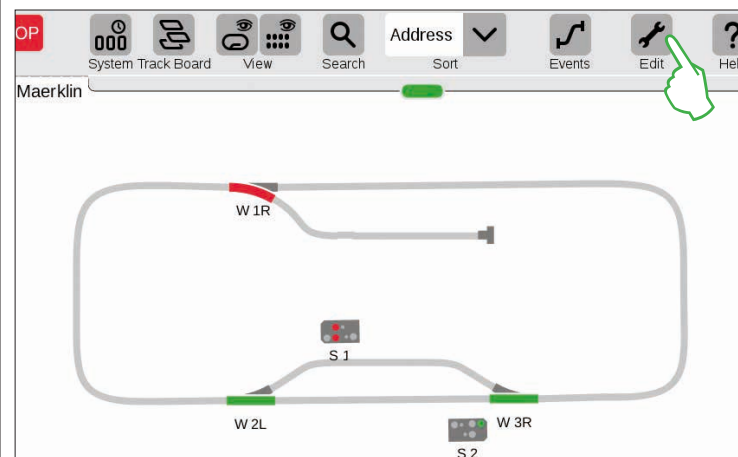 OP
Address
System Track Board View Search Sort Events Edit Hel
Maerklin
W 1R
S 1
W 2L
W 3R
S 2